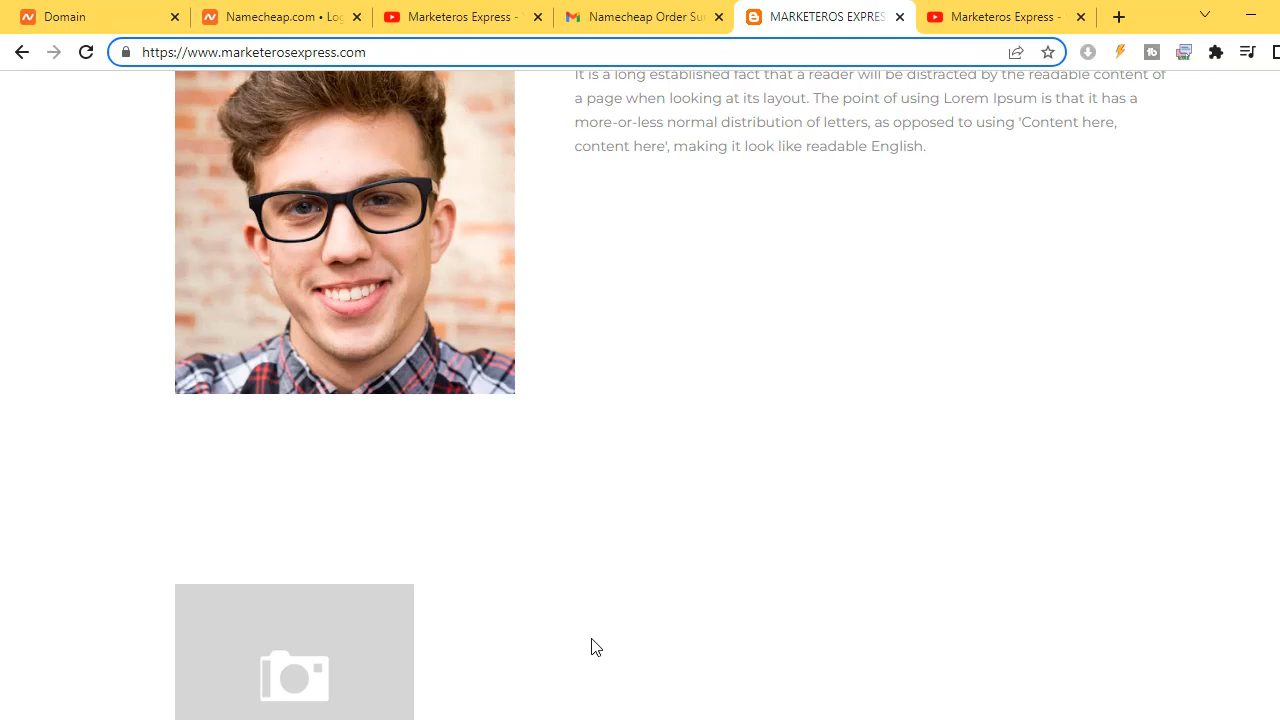 Domain
Namecheap.com • Lo
Marketeros Express -
Namecheap Order Su
MARKETEROS EXPRES
Marketeros Express -
https://www.marketerosexpress.com
It is a long established fact that a reader will be distracted by the readable content of
a page when looking at its layout. The point of using Lorem Ipsum is that it has a
more-or-less normal distribution of letters, as opposed to using 'Content here,
content here', making it look like readable English.